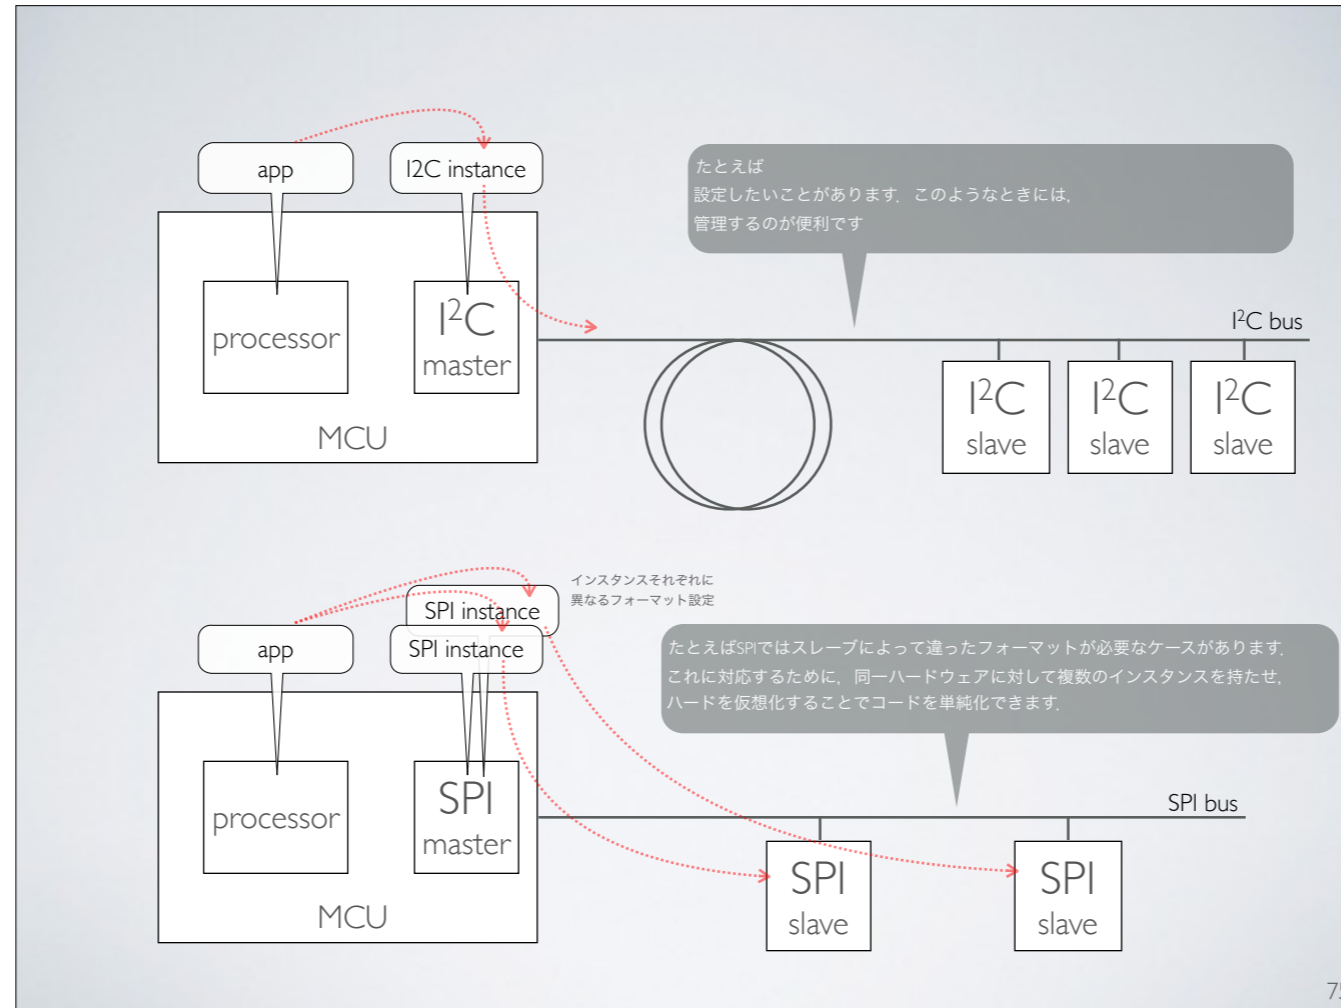 app
I2C instance
たとえば
設定したいことがあります．このようなときには，
管理するのが便利です
processor
I²C
master
MCU
I²C bus
I²C
slave
I²C
slave
I²C
slave
インスタンスそれぞれに
異なるフォーマット設定
SPI instance
app
SPI instance
たとえばSPIではスレーブによって違ったフォーマットが必要なケースがあります．
これに対応するために，同一ハードウェアに対して複数のインスタンスを持たせ，
ハードを仮想化することでコードを単純化できます．
processor
SPI
master
MCU
SPI bus
SPI
slave
SPI
slave